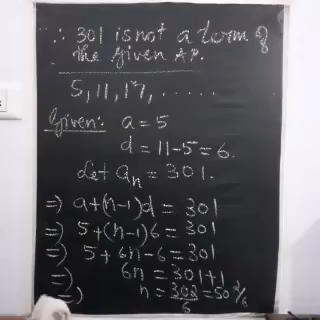 ∴ 301 is not a term of
the given A.P.
5, 11, 17, ......
Given: a = 5
d = 11-5 = 6.
Let an = 301.
⇒ a+(n-1)d = 301
⇒ 5+(n-1)6 = 301
⇒ 5+6n-6=301
⇒ 6n = 301+1
⇒ n = 302/6 = 50 2/6